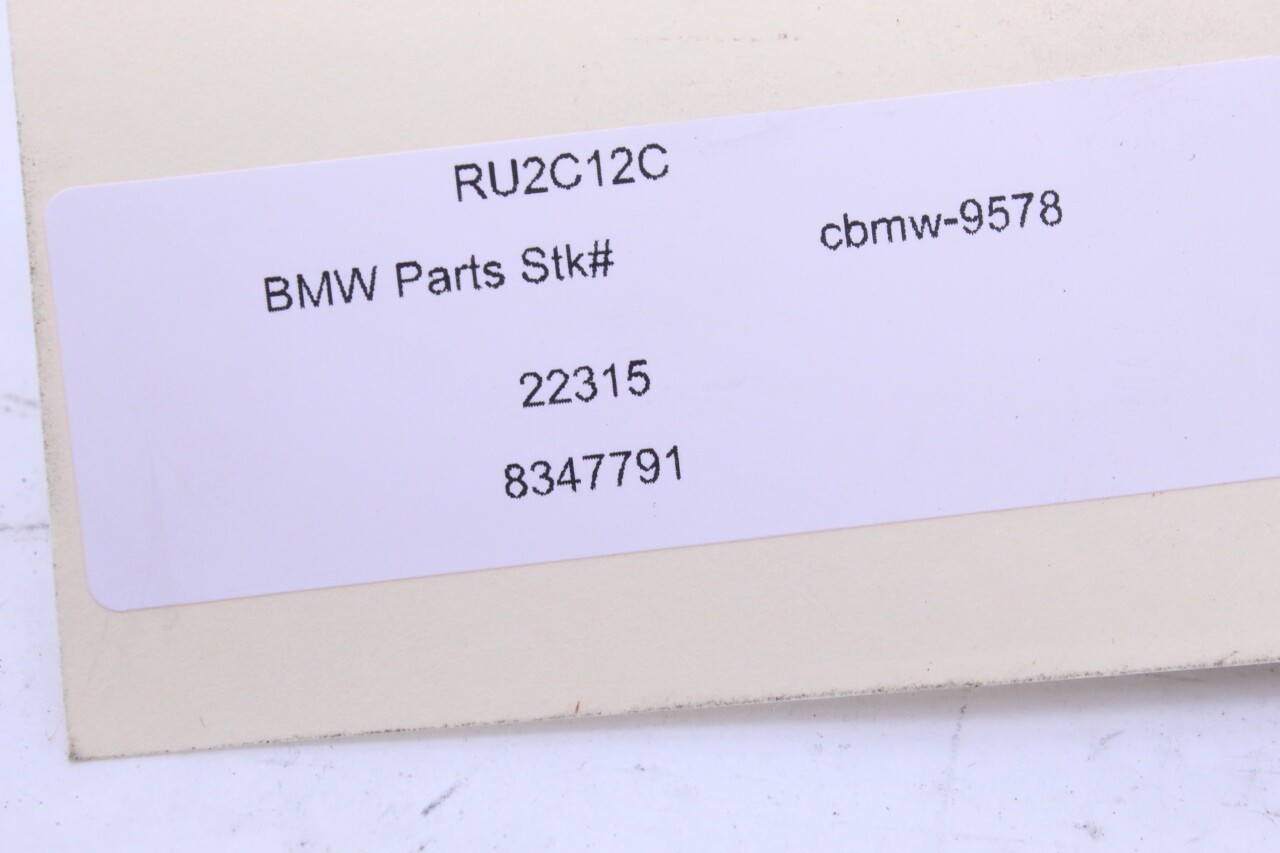 RU2C12C
BMW Parts Stk# cbmw-9578
22315
8347791